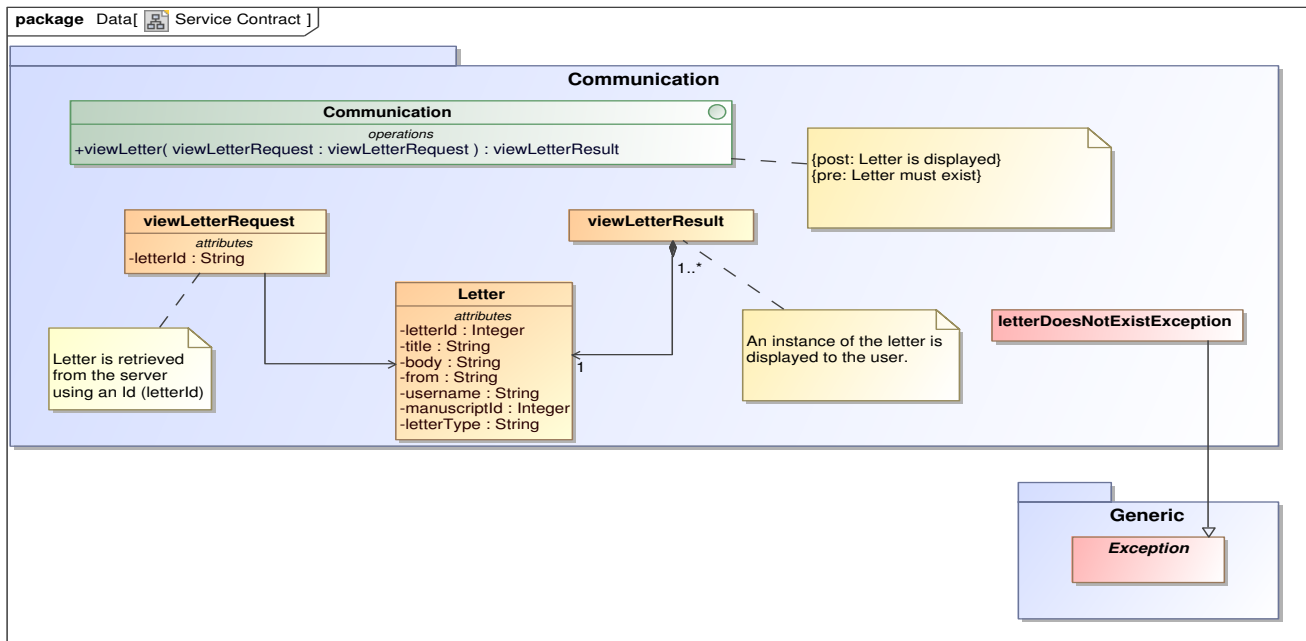 package Data[ Service Contract ]
Communication
Communication
operations
+viewLetter( viewLetterRequest : viewLetterRequest ) : viewLetterResult
{post: Letter is displayed}
{pre: Letter must exist}
viewLetterRequest
attributes
-letterId : String
viewLetterResult
1..*
Letter
attributes
-letterId : Integer
-title : String
-body : String
-from : String
-username : String
-manuscriptId : Integer
-letterType : String
1
Letter is retrieved
from the server
using an Id (letterId)
An instance of the letter is
displayed to the user.
letterDoesNotExistException
Generic
Exception